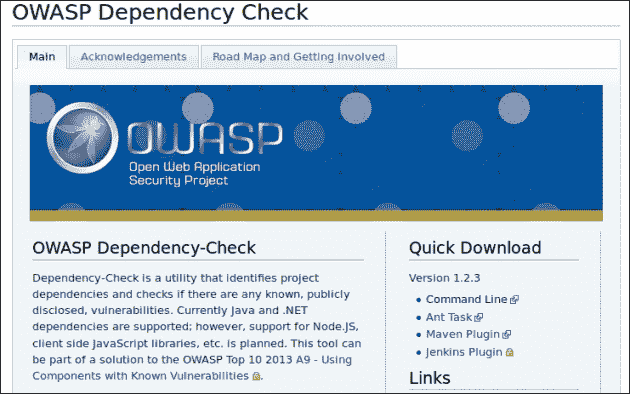 OWASP Dependency Check
Main
Acknowledgements
Road Map and Getting Involved
OWASP
Open Web Application
Security Project
OWASP Dependency-Check
Dependency-Check is a utility that identifies project
dependencies and checks if there are any known, publicly
disclosed, vulnerabilities. Currently Java and .NET
dependencies are supported; however, support for Node.JS,
client side JavaScript libraries, etc. is planned. This tool can
be part of a solution to the OWASP Top 10 2013 A9 - Using
Components with Known Vulnerabilities.
Quick Download
Version 1.2.3
Command Line
Ant Task
Maven Plugin
Jenkins Plugin
Links